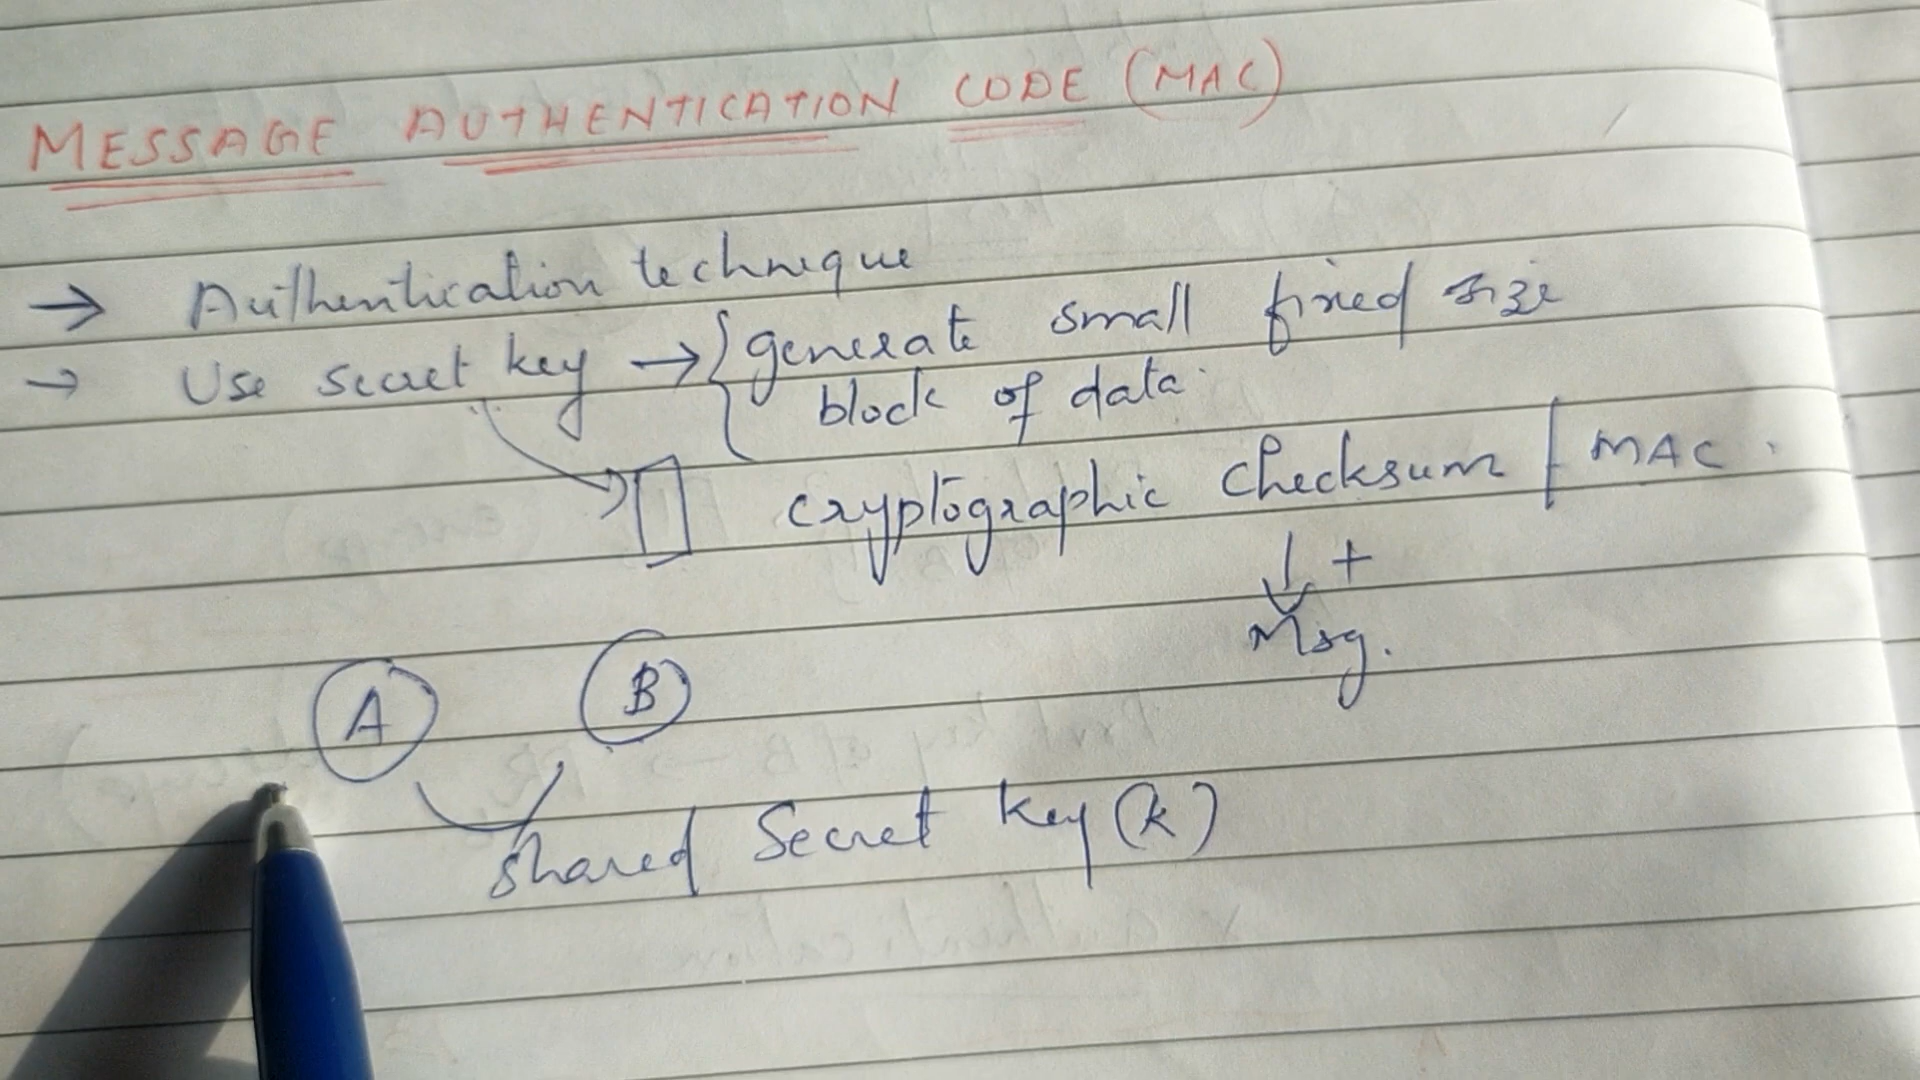 MESSAGE AUTHENTICATION CODE (MAC)
→ Authentication technique
→ Use secret key → { generate small fixed size
block of data.
cryptographic checksum / MAC.
↓ +
Msg.
A B
shared Secret key (k)